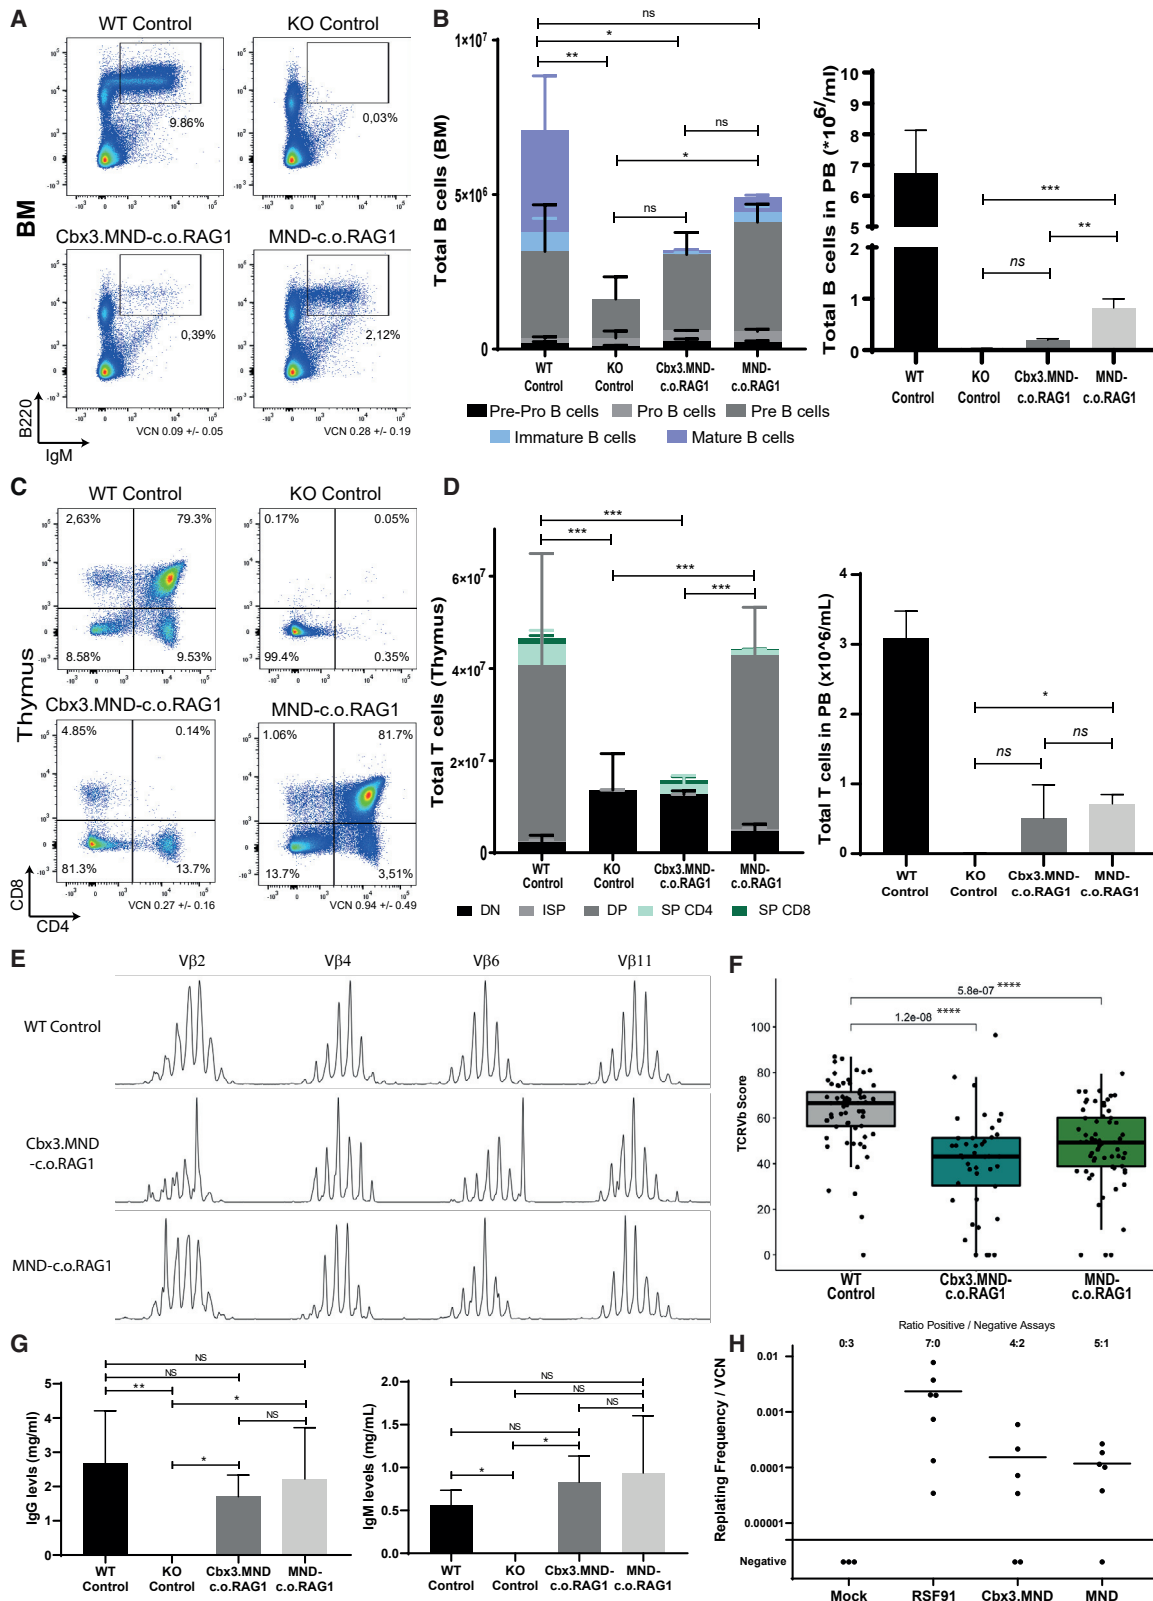 A
WT Control
KO Control
9.86%
0,03%
BM
Cbx3.MND-c.o.RAG1
MND-c.o.RAG1
0,39%
2,12%
B220
IgM
VCN 0.09 +/- 0.05
VCN 0.28 +/- 0.19
B
Total B cells (BM)
1×10⁷
5×10⁶
0
ns
*
**
ns
*
ns
WT Control
KO Control
Cbx3.MND-c.o.RAG1
MND-c.o.RAG1
Pre-Pro B cells
Pro B cells
Pre B cells
Immature B cells
Mature B cells
Total B cells in PB (*10⁶/ml)
10
9
8
7
6
5
2
1
0
***
**
ns
WT Control
KO Control
Cbx3.MND-c.o.RAG1
MND-c.o.RAG1
C
WT Control
KO Control
2,63%
79.3%
8.58%
9.53%
0.17%
0.05%
99.4%
0.35%
Thymus
Cbx3.MND-c.o.RAG1
MND-c.o.RAG1
4.85%
0.14%
81.3%
13.7%
1.06%
81.7%
13.7%
3,51%
CD8
CD4
VCN 0.27 +/- 0.16
VCN 0.94 +/- 0.49
D
Total T cells (Thymus)
6×10⁷
4×10⁷
2×10⁷
0
***
***
***
***
WT Control
KO Control
Cbx3.MND-c.o.RAG1
MND-c.o.RAG1
DN
ISP
DP
SP CD4
SP CD8
Total T cells in PB (x10^6/mL)
4
3
2
1
0
*
ns
ns
WT Control
KO Control
Cbx3.MND-c.o.RAG1
MND-c.o.RAG1
E
Vβ2
Vβ4
Vβ6
Vβ11
WT Control
Cbx3.MND
-c.o.RAG1
MND-c.o.RAG1
F
5.8e-07 ****
1.2e-08 ****
TCRVb Score
100
80
60
40
20
0
WT Control
Cbx3.MND-c.o.RAG1
MND-c.o.RAG1
G
IgG levels (mg/ml)
5
4
3
2
1
0
NS
NS
**
*
NS
*
WT Control
KO Control
Cbx3.MND-c.o.RAG1
MND-c.o.RAG1
IgM levels (mg/mL)
2.0
1.5
1.0
0.5
0.0
NS
NS
NS
NS
*
*
WT Control
KO Control
Cbx3.MND-c.o.RAG1
MND-c.o.RAG1
H
Ratio Positive / Negative Assays
0:3
7:0
4:2
5:1
Replating Frequency / VCN
0.01
0.001
0.0001
0.00001
Negative
Mock
RSF91
Cbx3.MND
MND